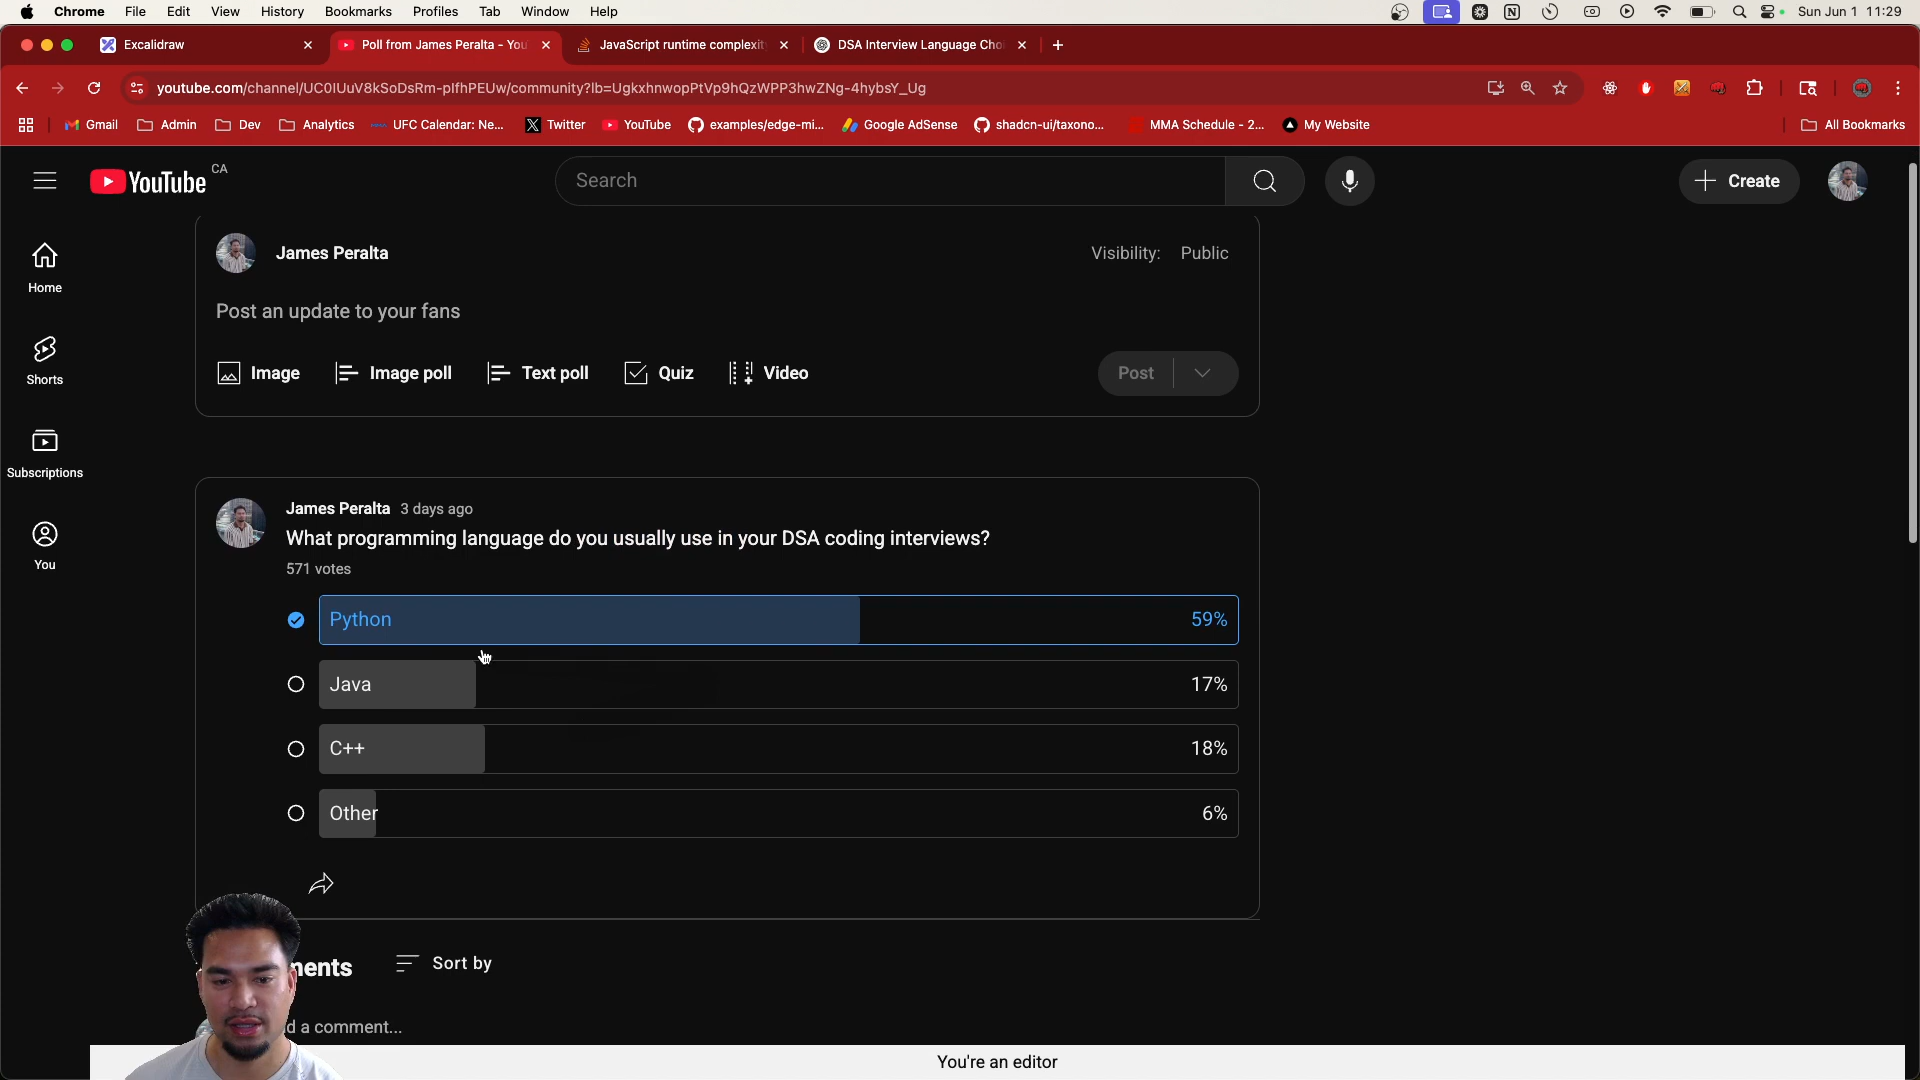 Chrome File Edit View History Bookmarks Profiles Tab Window Help Sun Jun 1 11:29
Excalidraw Poll from James Peralta - You JavaScript runtime complexit DSA Interview Language Cho
youtube.com/channel/UC0IUuV8kSoDsRm-pIfhPEUw/community?lb=UgkxhnwopPtVp9hQzWPP3hwZNg-4hybsY_Ug
Gmail Admin Dev Analytics UFC Calendar: Ne... Twitter YouTube examples/edge-mi... Google AdSense shadcn-ui/taxono... MMA Schedule - 2... My Website All Bookmarks
YouTube CA
Search
Create
Home
Shorts
Subscriptions
You
James Peralta Visibility: Public
Post an update to your fans
Image Image poll Text poll Quiz Video Post
James Peralta 3 days ago
What programming language do you usually use in your DSA coding interviews?
571 votes
Python 59%
Java 17%
C++ 18%
Other 6%
ments Sort by
d a comment...
You're an editor